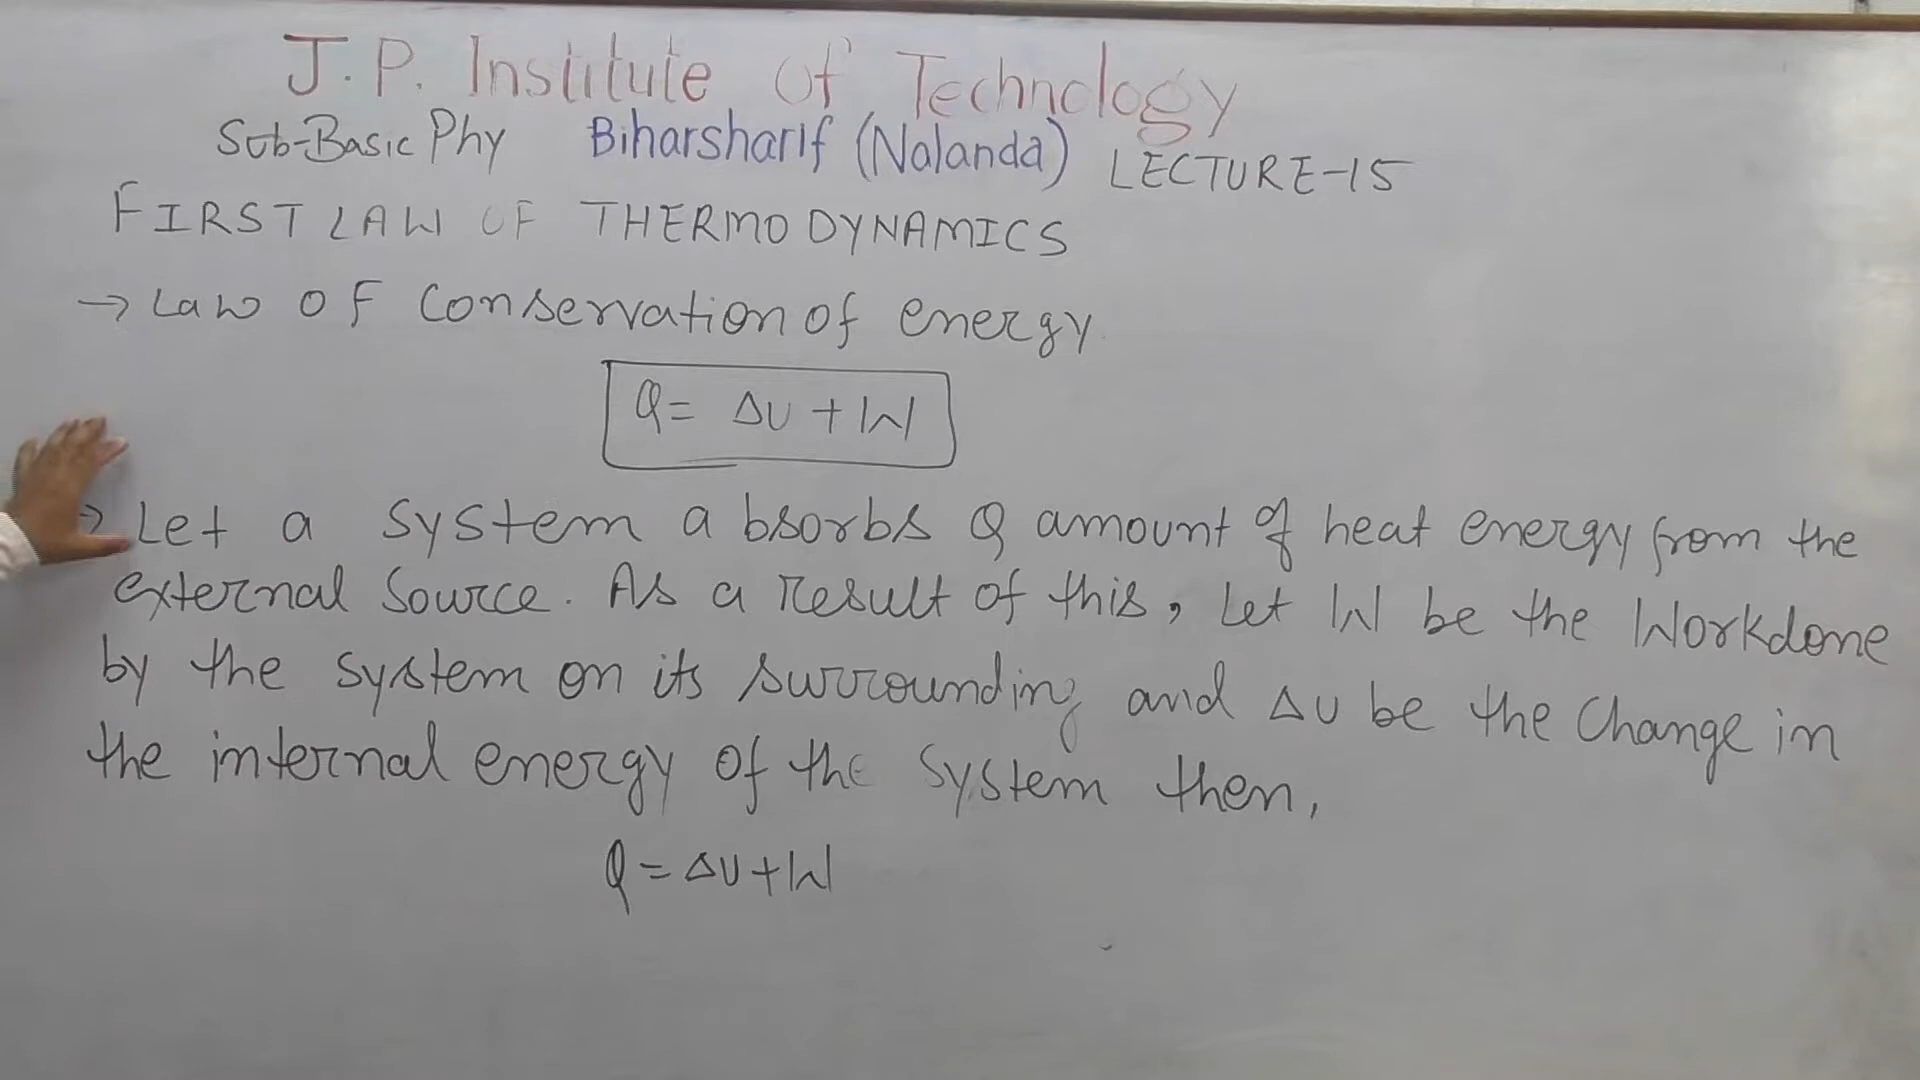 J.P. Institute Of Technology
Sub-Basic Phy Biharsharif (Nalanda) LECTURE-15
FIRST LAW OF THERMODYNAMICS
→ Law OF Conservation of energy
Q = ΔU + W
→ Let a system absorbs Q amount of heat energy from the
external Source. As a result of this, Let W be the Workdone
by the system on its surrounding and ΔU be the Change in
the internal energy of the System then,
Q = ΔU + W